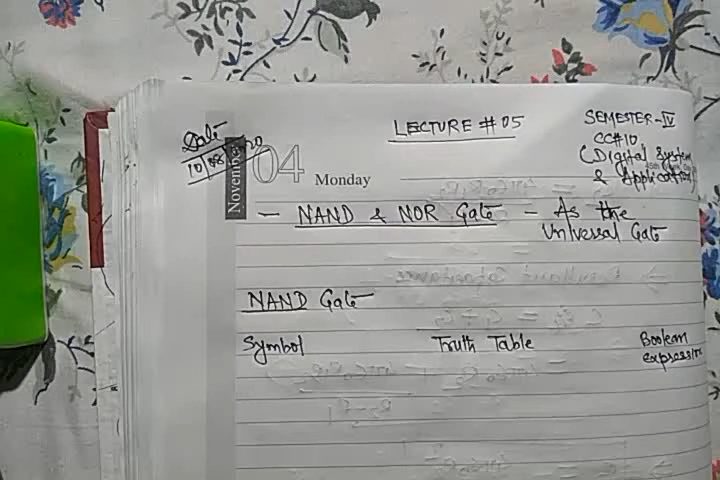 LECTURE # 05
SEMESTER-IV
CC#10
(Digital System
& Application)
Date
10/08/
November
04
Monday
— NAND & NOR Gate — As the
Universal Gate
NAND Gate
Symbol Truth Table Boolean
expression